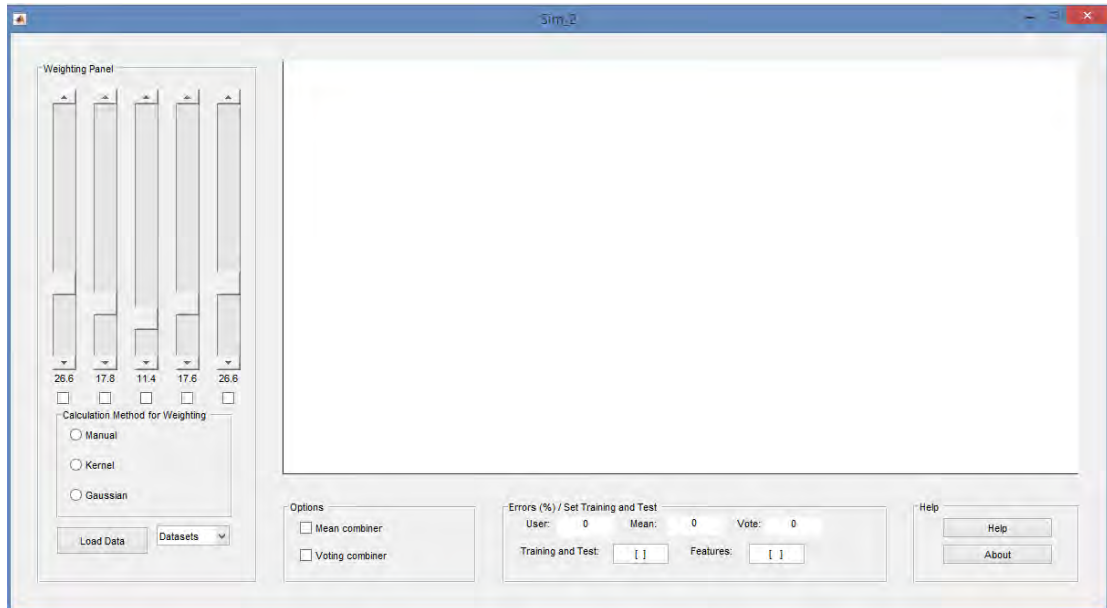 Sim-2
Weighting Panel
26.6 17.8 11.4 17.6 26.6
Calculation Method for Weighting
Manual
Kernel
Gaussian
Load Data Datasets
Options
Mean combiner
Voting combiner
Errors (%) / Set Training and Test
User: 0 Mean: 0 Vote: 0
Training and Test: [ ] Features: [ ]
Help
Help
About